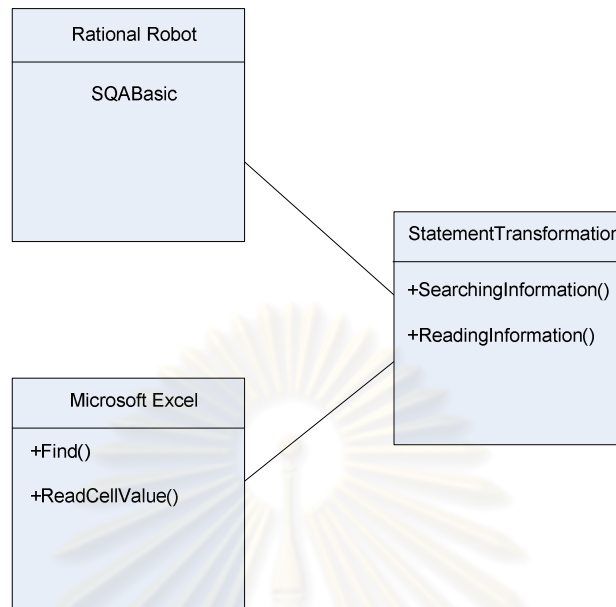 Rational Robot
SQABasic
StatementTransformation
+SearchingInformation()
+ReadingInformation()
Microsoft Excel
+Find()
+ReadCellValue()